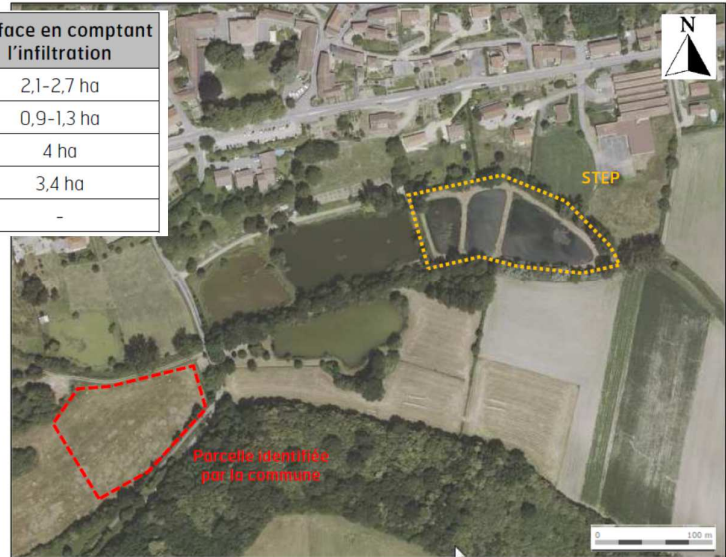 face en comptant
l'infiltration
2,1-2,7 ha
0,9-1,3 ha
4 ha
3,4 ha
-
N
STEP
Parcelle identifiée
par la commune
0 100 m